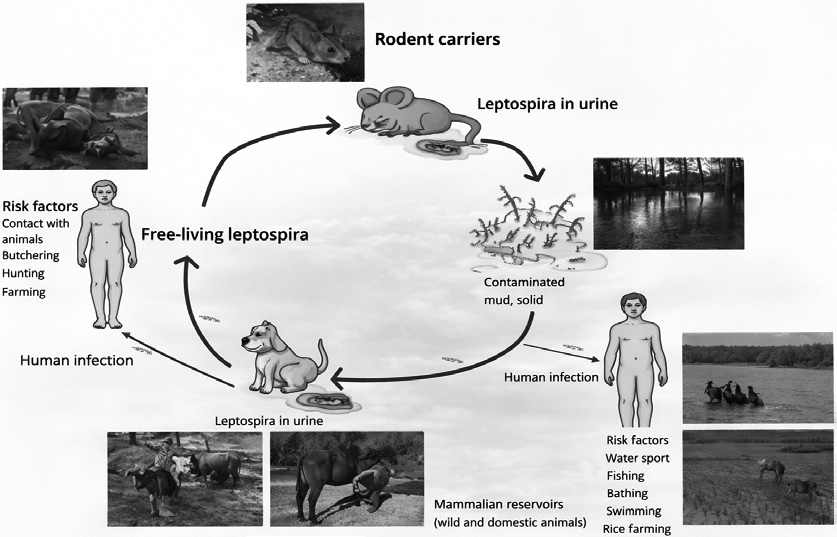 Rodent carriers
Leptospira in urine
Risk factors
Contact with
animals
Butchering
Hunting
Farming
Free-living leptospira
Contaminated
mud, solid
Human infection
Human infection
Leptospira in urine
Mammalian reservoirs
(wild and domestic animals)
Risk factors
Water sport
Fishing
Bathing
Swimming
Rice farming